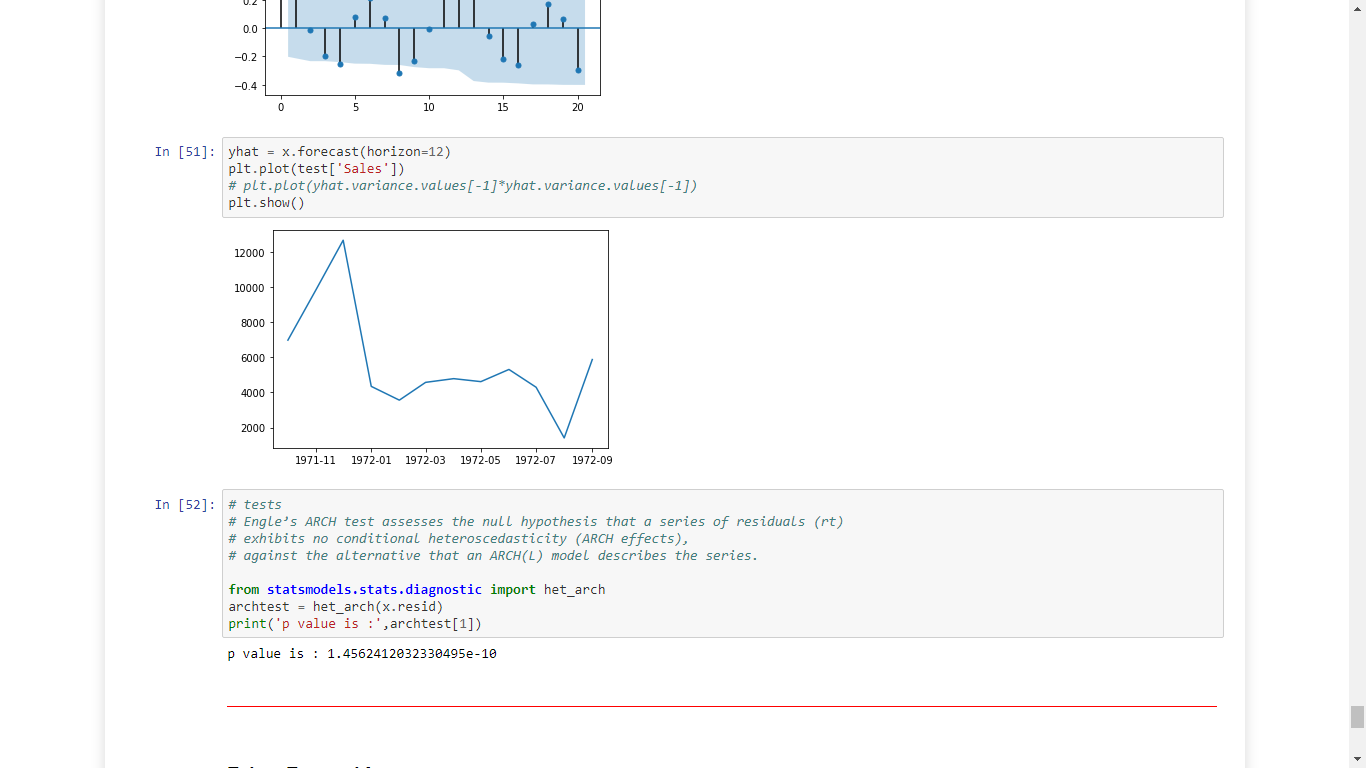 0.2
0.0
−0.2
−0.4
0 5 10 15 20
In [51]: yhat = x.forecast(horizon=12)
plt.plot(test['Sales'])
# plt.plot(yhat.variance.values[-1]*yhat.variance.values[-1])
plt.show()
12000
10000
8000
6000
4000
2000
1971-11 1972-01 1972-03 1972-05 1972-07 1972-09
In [52]: # tests
# Engle’s ARCH test assesses the null hypothesis that a series of residuals (rt)
# exhibits no conditional heteroscedasticity (ARCH effects),
# against the alternative that an ARCH(L) model describes the series.
from statsmodels.stats.diagnostic import het_arch
archtest = het_arch(x.resid)
print('p value is :',archtest[1])
p value is : 1.4562412032330495e-10